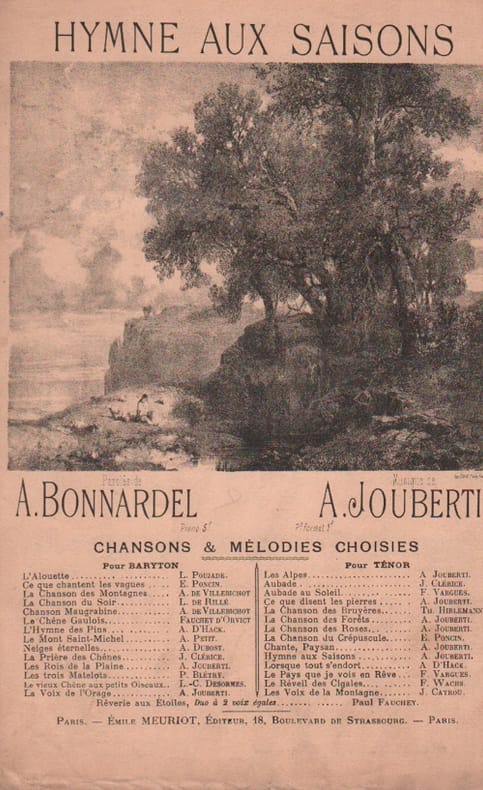 HYMNE AUX SAISONS
Paroles de
A. BONNARDEL
Musique de
A. JOUBERTI
Piano 5f
Pt format 1f
CHANSONS & MÉLODIES CHOISIES
Pour BARYTON
L'Alouette L. Poujade.
Ce que chantent les vagues E. Poncin.
La Chanson des Montagnes A. de Villebichot
La Chanson du Soir L. de Hillé
Chanson Maugrabine A. de Villebichot
Le Chêne Gaulois Fauchey d'Orvict
L'Hymne des Pins A. D'Hack.
Le Mont Saint-Michel A. Petit.
Neiges éternelles A. Dubost.
La Prière des Chênes J. Clérice.
Les Rois de la Plaine A. Jouberti.
Les trois Matelots P. Blétry.
Le vieux Chêne aux petits Oiseaux L.-C. Desormes.
La Voix de l'Orage A. Jouberti.
Pour TÉNOR
Les Alpes A. Jouberti.
Aubade J. Clérice.
Aubade au Soleil F. Vargues.
Ce que disent les pierres A. Jouberti.
La Chanson des Bruyères Th. Hirlemann
La Chanson des Forêts A. Jouberti.
La Chanson des Roses A. Jouberti.
La Chanson du Crépuscule E. Poncin.
Chante, Paysan A. Jouberti.
Hymne aux Saisons A. Jouberti.
Lorsque tout s'endort A D'Hack.
Le Pays que je vois en Rêve F. Vargues.
Le Réveil des Cigales F. Wachs.
Les Voix de la Montagne J. Catrou.
Rêverie aux Etoiles, Duo à 2 voix égales Paul Fauchey.
Paris. — Émile MEURIOT, Éditeur, 18, Boulevard de Strasbourg. — Paris.